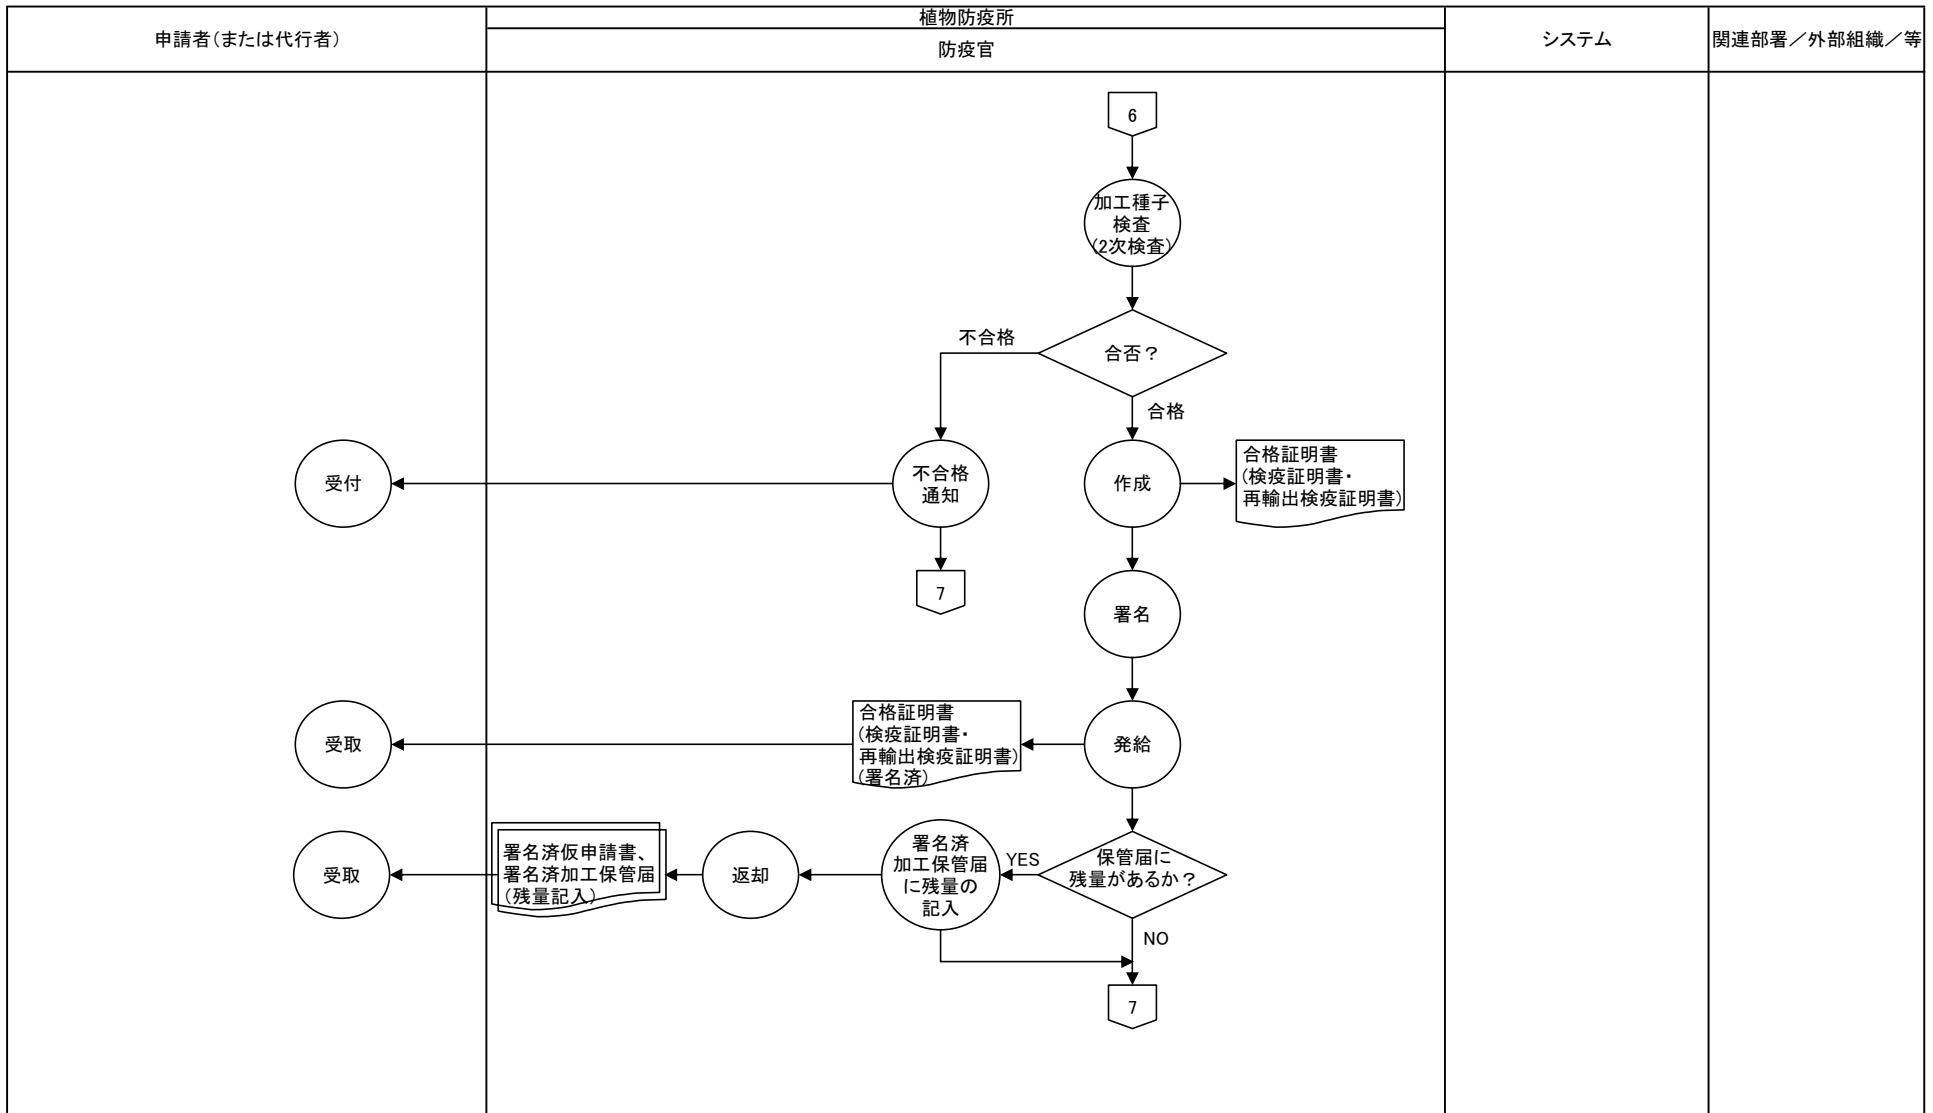 植物防疫所
申請者(または代行者)
防疫官
システム
関連部署／外部組織／等
6
加工種子
検査
(2次検査)
不合格
合否？
合格
受付
不合格
通知
作成
合格証明書
(検疫証明書・
再輸出検疫証明書)
7
署名
受取
合格証明書
(検疫証明書・
再輸出検疫証明書)
(署名済)
発給
受取
署名済仮申請書、
署名済加工保管届
(残量記入)
返却
署名済
加工保管届
に残量の
記入
YES
保管届に
残量があるか？
NO
7